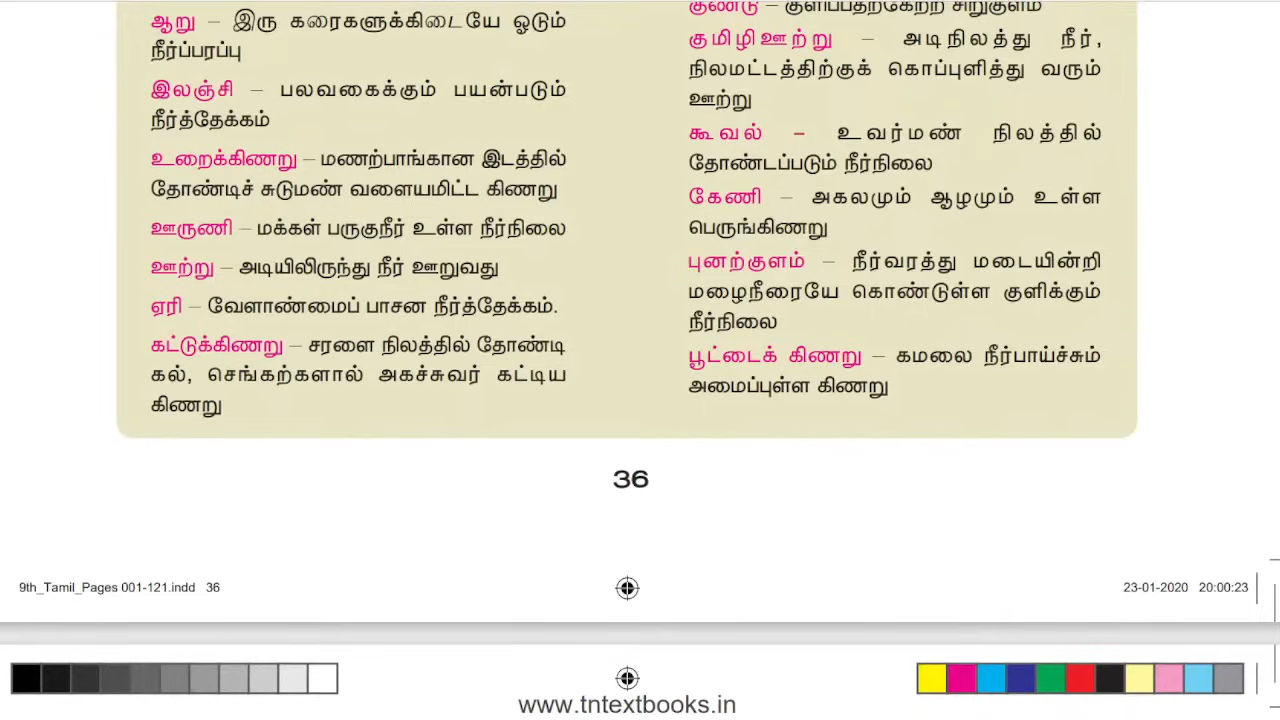 ஆறு – இரு கரைகளுக்கிடையே ஓடும்
நீர்ப்பரப்பு
இலஞ்சி – பலவகைக்கும் பயன்படும்
நீர்த்தேக்கம்
உறைக்கிணறு – மணற்பாங்கான இடத்தில்
தோண்டிச் சுடுமண் வளையமிட்ட கிணறு
ஊருணி – மக்கள் பருகுநீர் உள்ள நீர்நிலை
ஊற்று – அடியிலிருந்து நீர் ஊறுவது
ஏரி – வேளாண்மைப் பாசன நீர்த்தேக்கம்.
கட்டுக்கிணறு – சரளை நிலத்தில் தோண்டி
கல், செங்கற்களால் அகச்சுவர் கட்டிய
கிணறு
குண்டு – குளிப்பதற்கேற்ற சிறுகுளம்
குமிழிஊற்று – அடிநிலத்து நீர்,
நிலமட்டத்திற்குக் கொப்புளித்து வரும்
ஊற்று
கூவல் – உவர்மண் நிலத்தில்
தோண்டப்படும் நீர்நிலை
கேணி – அகலமும் ஆழமும் உள்ள
பெருங்கிணறு
புனற்குளம் – நீர்வரத்து மடையின்றி
மழைநீரையே கொண்டுள்ள குளிக்கும்
நீர்நிலை
பூட்டைக் கிணறு – கமலை நீர்பாய்ச்சும்
அமைப்புள்ள கிணறு
36
9th_Tamil_Pages 001-121.indd 36
23-01-2020 20:00:23
www.tntextbooks.in